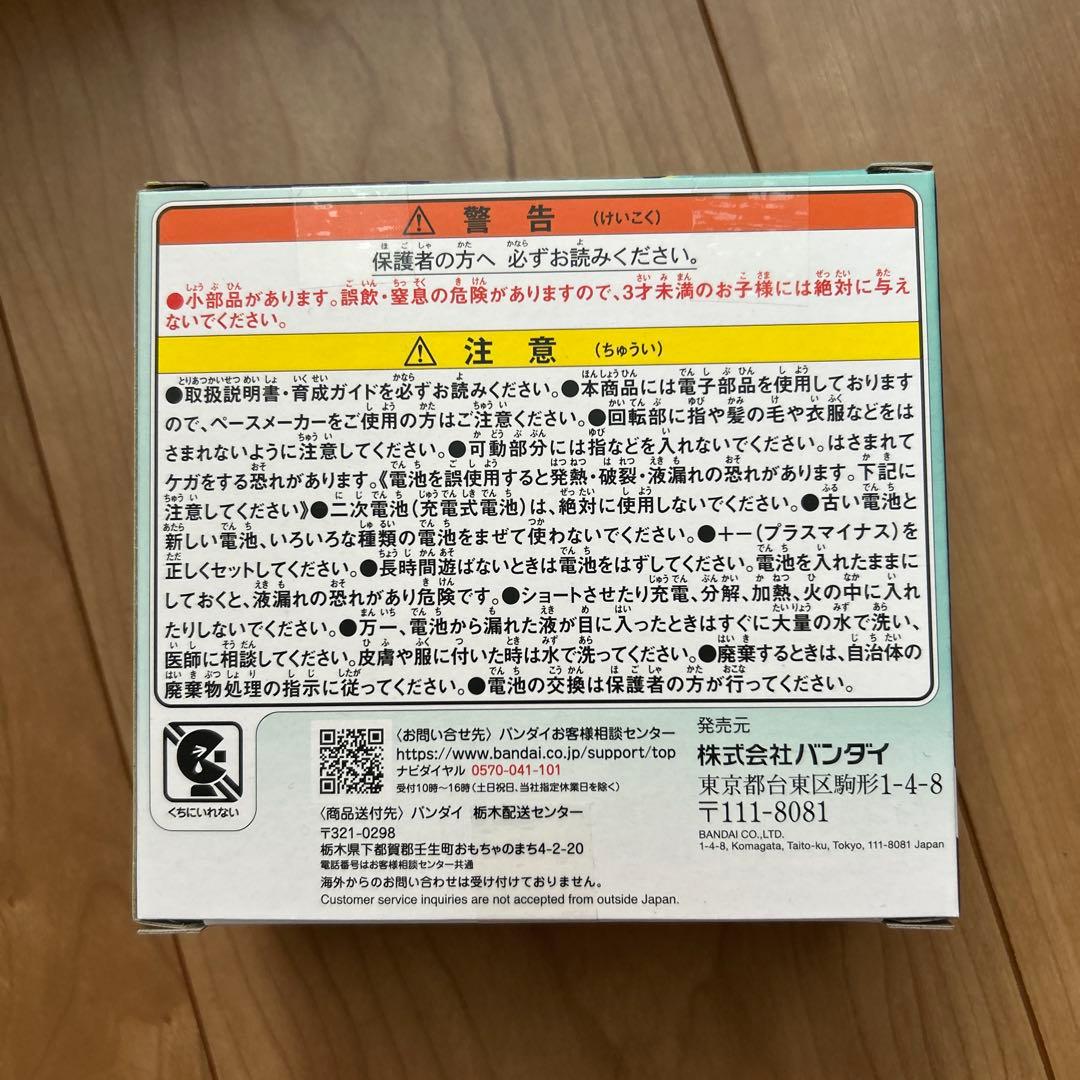 警告 (けいこく)
保護者の方へ 必ずお読みください。
●小部品があります。誤飲・窒息の危険がありますので、3才未満のお子様には絶対に与え
ないでください。
注意 (ちゅうい)
●取扱説明書・育成ガイドを必ずお読みください。●本商品には電子部品を使用しております
ので、ペースメーカーをご使用の方はご注意ください。●回転部に指や髪の毛や衣服などをは
さまれないように注意してください。●可動部分には指などを入れないでください。はさまれて
ケガをする恐れがあります。《電池を誤使用すると発熱・破裂・液漏れの恐れがあります。下記に
注意してください》●二次電池(充電式電池)は、絶対に使用しないでください。●古い電池と
新しい電池、いろいろな種類の電池をまぜて使わないでください。●+－(プラスマイナス)を
正しくセットしてください。●長時間遊ばないときは電池をはずしてください。電池を入れたままに
しておくと、液漏れの恐れがあり危険です。●ショートさせたり充電、分解、加熱、火の中に入れ
たりしないでください。●万一、電池から漏れた液が目に入ったときはすぐに大量の水で洗い、
医師に相談してください。皮膚や服に付いた時は水で洗ってください。●廃棄するときは、自治体の
廃棄物処理の指示に従ってください。●電池の交換は保護者の方が行ってください。
くちにいれない
〈お問い合せ先〉バンダイお客様相談センター
https://www.bandai.co.jp/support/top
ナビダイヤル 0570-041-101
受付10時～16時(土日祝日、当社指定休業日を除く)
〈商品送付先〉バンダイ 栃木配送センター
〒321-0298
栃木県下都賀郡壬生町おもちゃのまち4-2-20
電話番号はお客様相談センター共通
海外からのお問い合わせは受け付けておりません。
Customer service inquiries are not accepted from outside Japan.
発売元
株式会社バンダイ
東京都台東区駒形1-4-8
〒111-8081
BANDAI CO.,LTD.
1-4-8, Komagata, Taito-ku, Tokyo, 111-8081 Japan